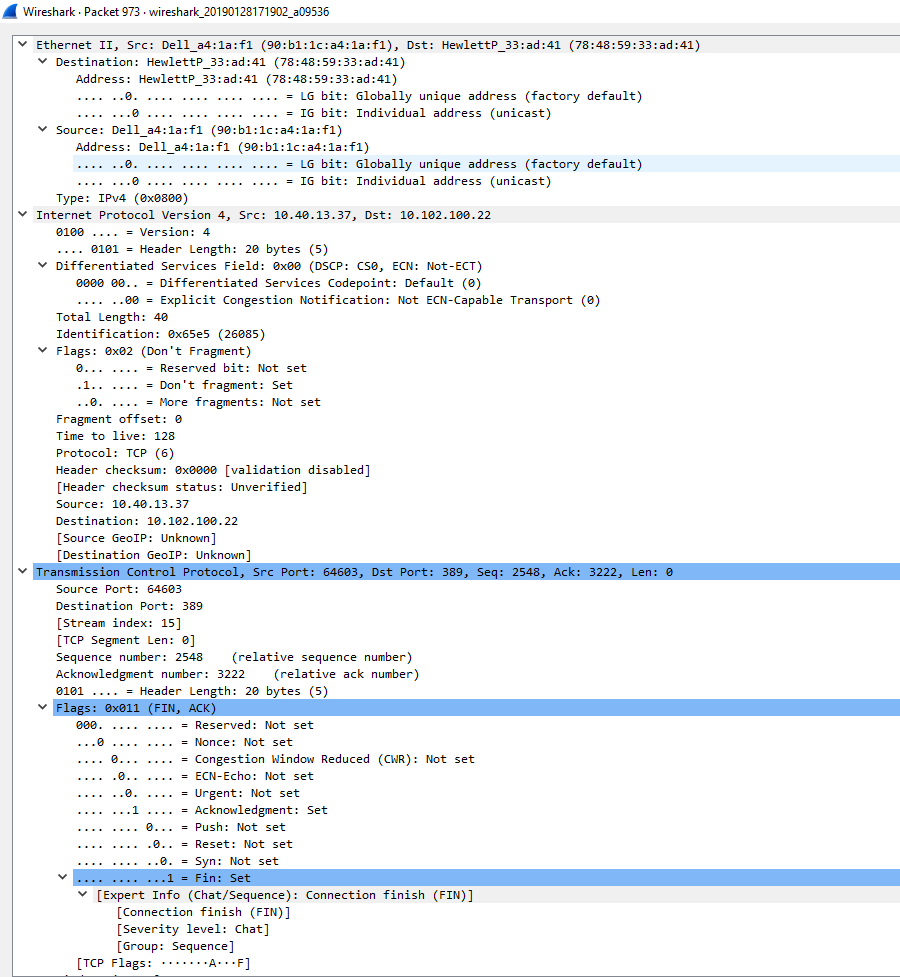 Wireshark · Packet 973 · wireshark_20190128171902_a09536
Ethernet II, Src: Dell_a4:1a:f1 (90:b1:1c:a4:1a:f1), Dst: HewlettP_33:ad:41 (78:48:59:33:ad:41)
Destination: HewlettP_33:ad:41 (78:48:59:33:ad:41)
Address: HewlettP_33:ad:41 (78:48:59:33:ad:41)
.... ..0. .... .... .... .... = LG bit: Globally unique address (factory default)
.... ...0 .... .... .... .... = IG bit: Individual address (unicast)
Source: Dell_a4:1a:f1 (90:b1:1c:a4:1a:f1)
Address: Dell_a4:1a:f1 (90:b1:1c:a4:1a:f1)
.... ..0. .... .... .... .... = LG bit: Globally unique address (factory default)
.... ...0 .... .... .... .... = IG bit: Individual address (unicast)
Type: IPv4 (0x0800)
Internet Protocol Version 4, Src: 10.40.13.37, Dst: 10.102.100.22
0100 .... = Version: 4
.... 0101 = Header Length: 20 bytes (5)
Differentiated Services Field: 0x00 (DSCP: CS0, ECN: Not-ECT)
0000 00.. = Differentiated Services Codepoint: Default (0)
.... ..00 = Explicit Congestion Notification: Not ECN-Capable Transport (0)
Total Length: 40
Identification: 0x65e5 (26085)
Flags: 0x02 (Don't Fragment)
0... .... = Reserved bit: Not set
.1.. .... = Don't fragment: Set
..0. .... = More fragments: Not set
Fragment offset: 0
Time to live: 128
Protocol: TCP (6)
Header checksum: 0x0000 [validation disabled]
[Header checksum status: Unverified]
Source: 10.40.13.37
Destination: 10.102.100.22
[Source GeoIP: Unknown]
[Destination GeoIP: Unknown]
Transmission Control Protocol, Src Port: 64603, Dst Port: 389, Seq: 2548, Ack: 3222, Len: 0
Source Port: 64603
Destination Port: 389
[Stream index: 15]
[TCP Segment Len: 0]
Sequence number: 2548 (relative sequence number)
Acknowledgment number: 3222 (relative ack number)
0101 .... = Header Length: 20 bytes (5)
Flags: 0x011 (FIN, ACK)
000. .... .... = Reserved: Not set
...0 .... .... = Nonce: Not set
.... 0... .... = Congestion Window Reduced (CWR): Not set
.... .0.. .... = ECN-Echo: Not set
.... ..0. .... = Urgent: Not set
.... ...1 .... = Acknowledgment: Set
.... .... 0... = Push: Not set
.... .... .0.. = Reset: Not set
.... .... ..0. = Syn: Not set
.... .... ...1 = Fin: Set
[Expert Info (Chat/Sequence): Connection finish (FIN)]
[Connection finish (FIN)]
[Severity level: Chat]
[Group: Sequence]
[TCP Flags: ·······A···F]